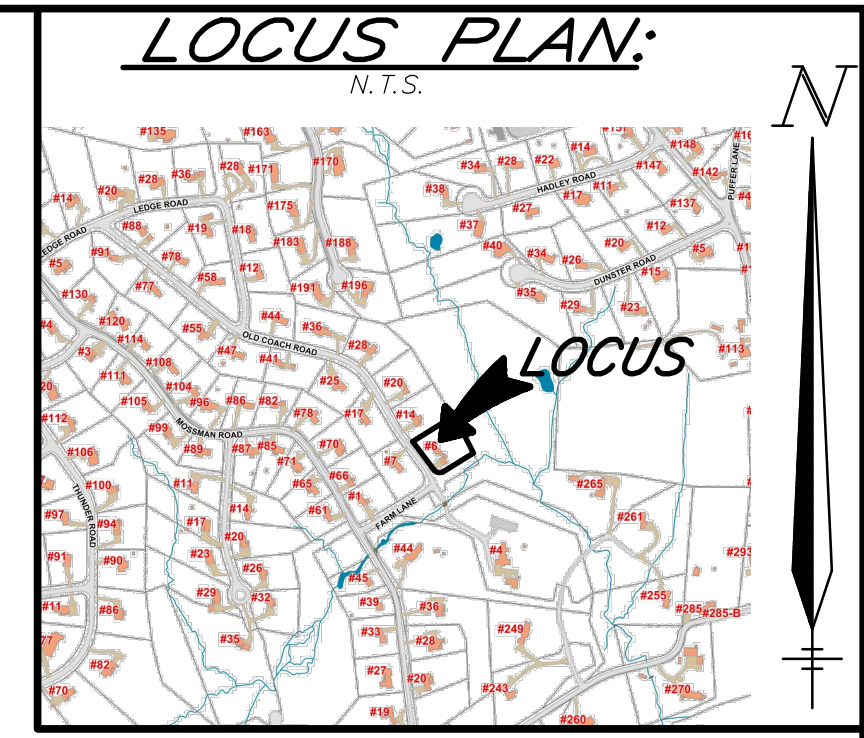 LOCUS PLAN:
N.T.S.
N
#135 #163 #170 #34 #28 #22 #14 #157 #148 #16
#14 #20 #28 #36 #28 #171 #38 HADLEY ROAD #17 #11 #147 #142 PUFFER LANE
LEDGE ROAD #175 #37 #27 #137 #4
EDGE ROAD #88 #19 #18 #183 #188 #40 #34 #26 #20 #12 #5 #1
#5 #91 #78 #12 DUNSTER ROAD #15
#130 #77 #58 #191 #196 #35 #29 #23
#4 #120 #114 #55 #44 #36
#3 #108 #47 OLD COACH ROAD #41 #28 LOCUS #113
#20 #111 #104 #25 #20
#112 #105 #96 #86 #82 #78 #17 #14
#99 MOSSMAN ROAD #89 #87 #85 #70 #6
#106 #71 #7
#100 #11 #65 #66 #265
THUNDER ROAD #14 #61 #1 FARM LANE
#97 #94 #17 #20 #261
#91 #90 #23 #26 #44 #4 #293
#11 #86 #29 #32 #45 #39 #36 #255 #285 #285-B
77 #35 #33 #28 #249
#82 #27 #20 #243 #270
#70 #19 #260